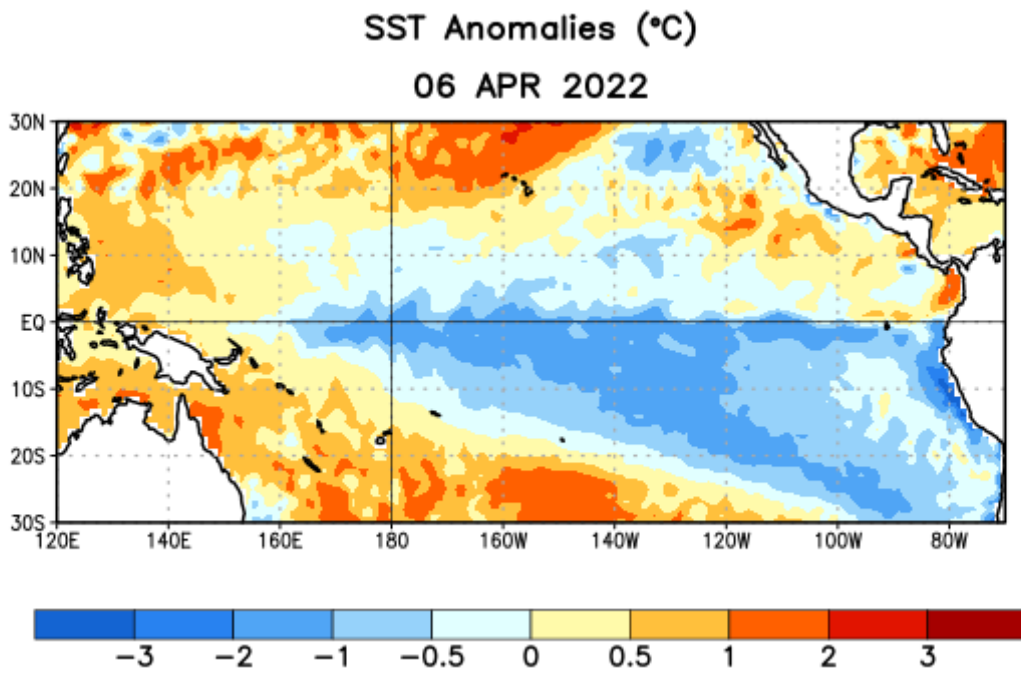 SST Anomalies (°C)
06 APR 2022
30N
20N
10N
EQ
10S
20S
30S
120E 140E 160E 180 160W 140W 120W 100W 80W
−3 −2 −1 −0.5 0 0.5 1 2 3